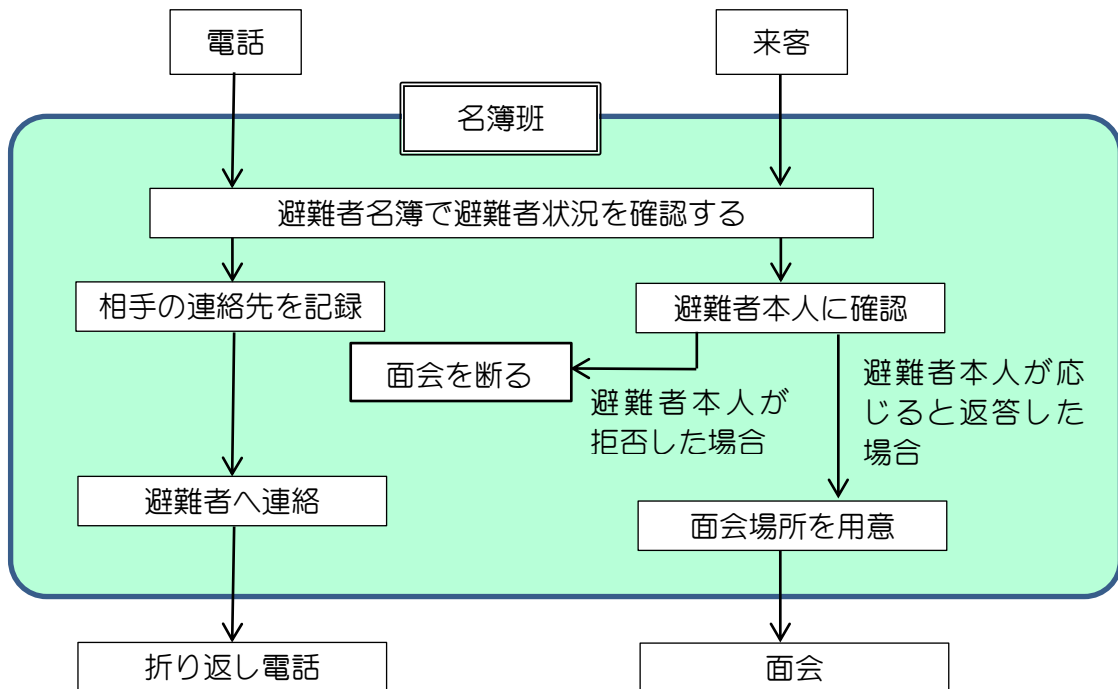 電話
来客
名簿班
避難者名簿で避難者状況を確認する
相手の連絡先を記録
避難者本人に確認
面会を断る
避難者本人が
拒否した場合
避難者本人が応
じると返答した
場合
避難者へ連絡
面会場所を用意
折り返し電話
面会